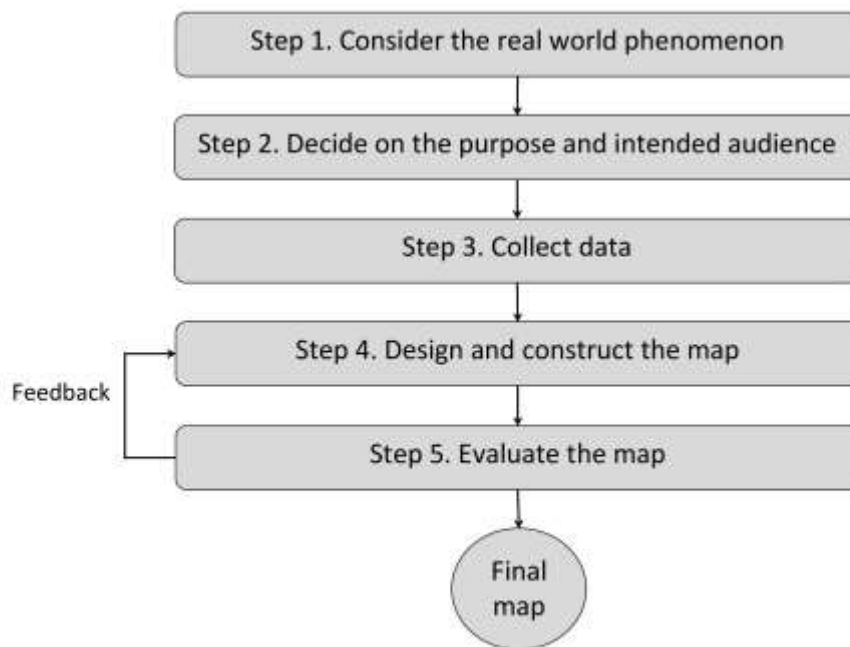 Step 1. Consider the real world phenomenon
Step 2. Decide on the purpose and intended audience
Step 3. Collect data
Step 4. Design and construct the map
Feedback
Step 5. Evaluate the map
Final
map